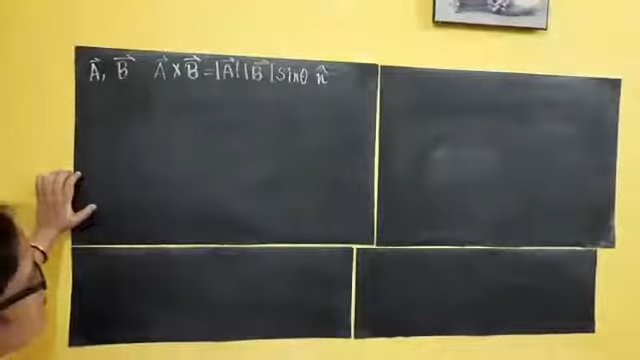 A⃗, B⃗ A⃗ × B⃗ = |A⃗| |B⃗| sinθ n̂